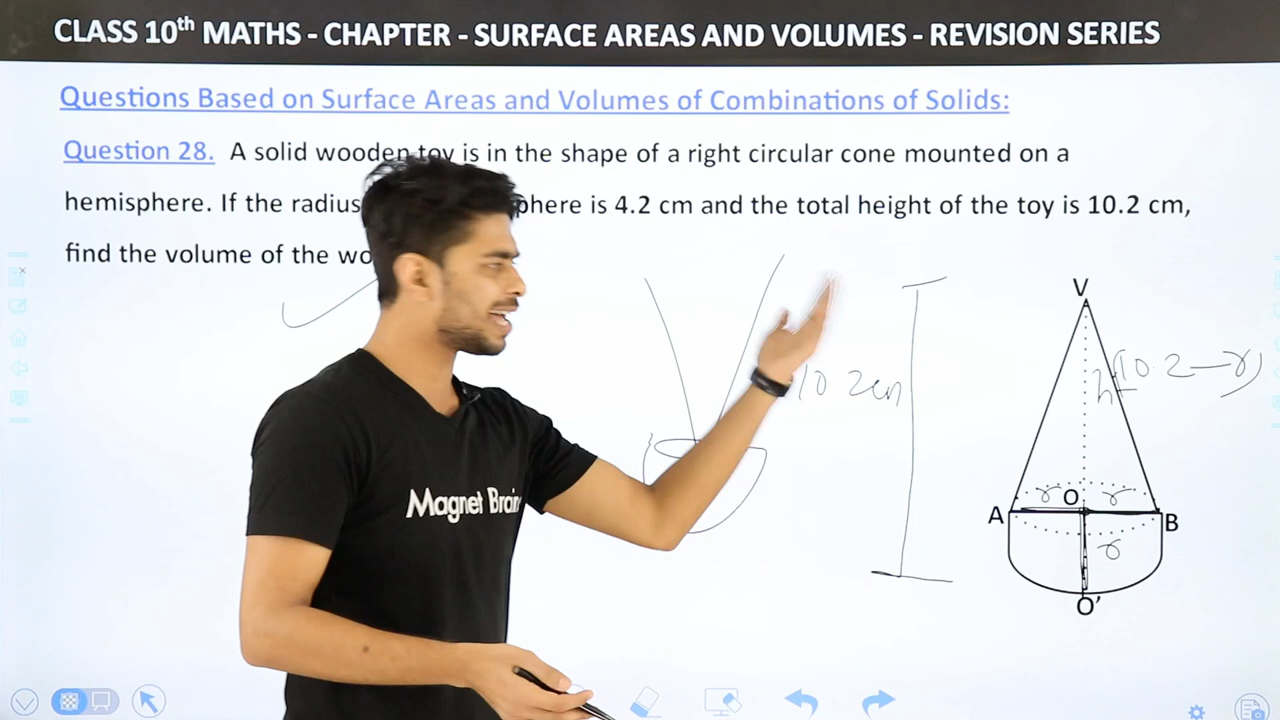 CLASS 10th MATHS - CHAPTER - SURFACE AREAS AND VOLUMES - REVISION SERIES
Questions Based on Surface Areas and Volumes of Combinations of Solids:
Question 28. A solid wooden toy is in the shape of a right circular cone mounted on a
hemisphere. If the radius phere is 4.2 cm and the total height of the toy is 10.2 cm,
find the volume of the wo
V
h=(10.2-r)
10 2cm
r O r
A B
r
O'
Magnet Brain